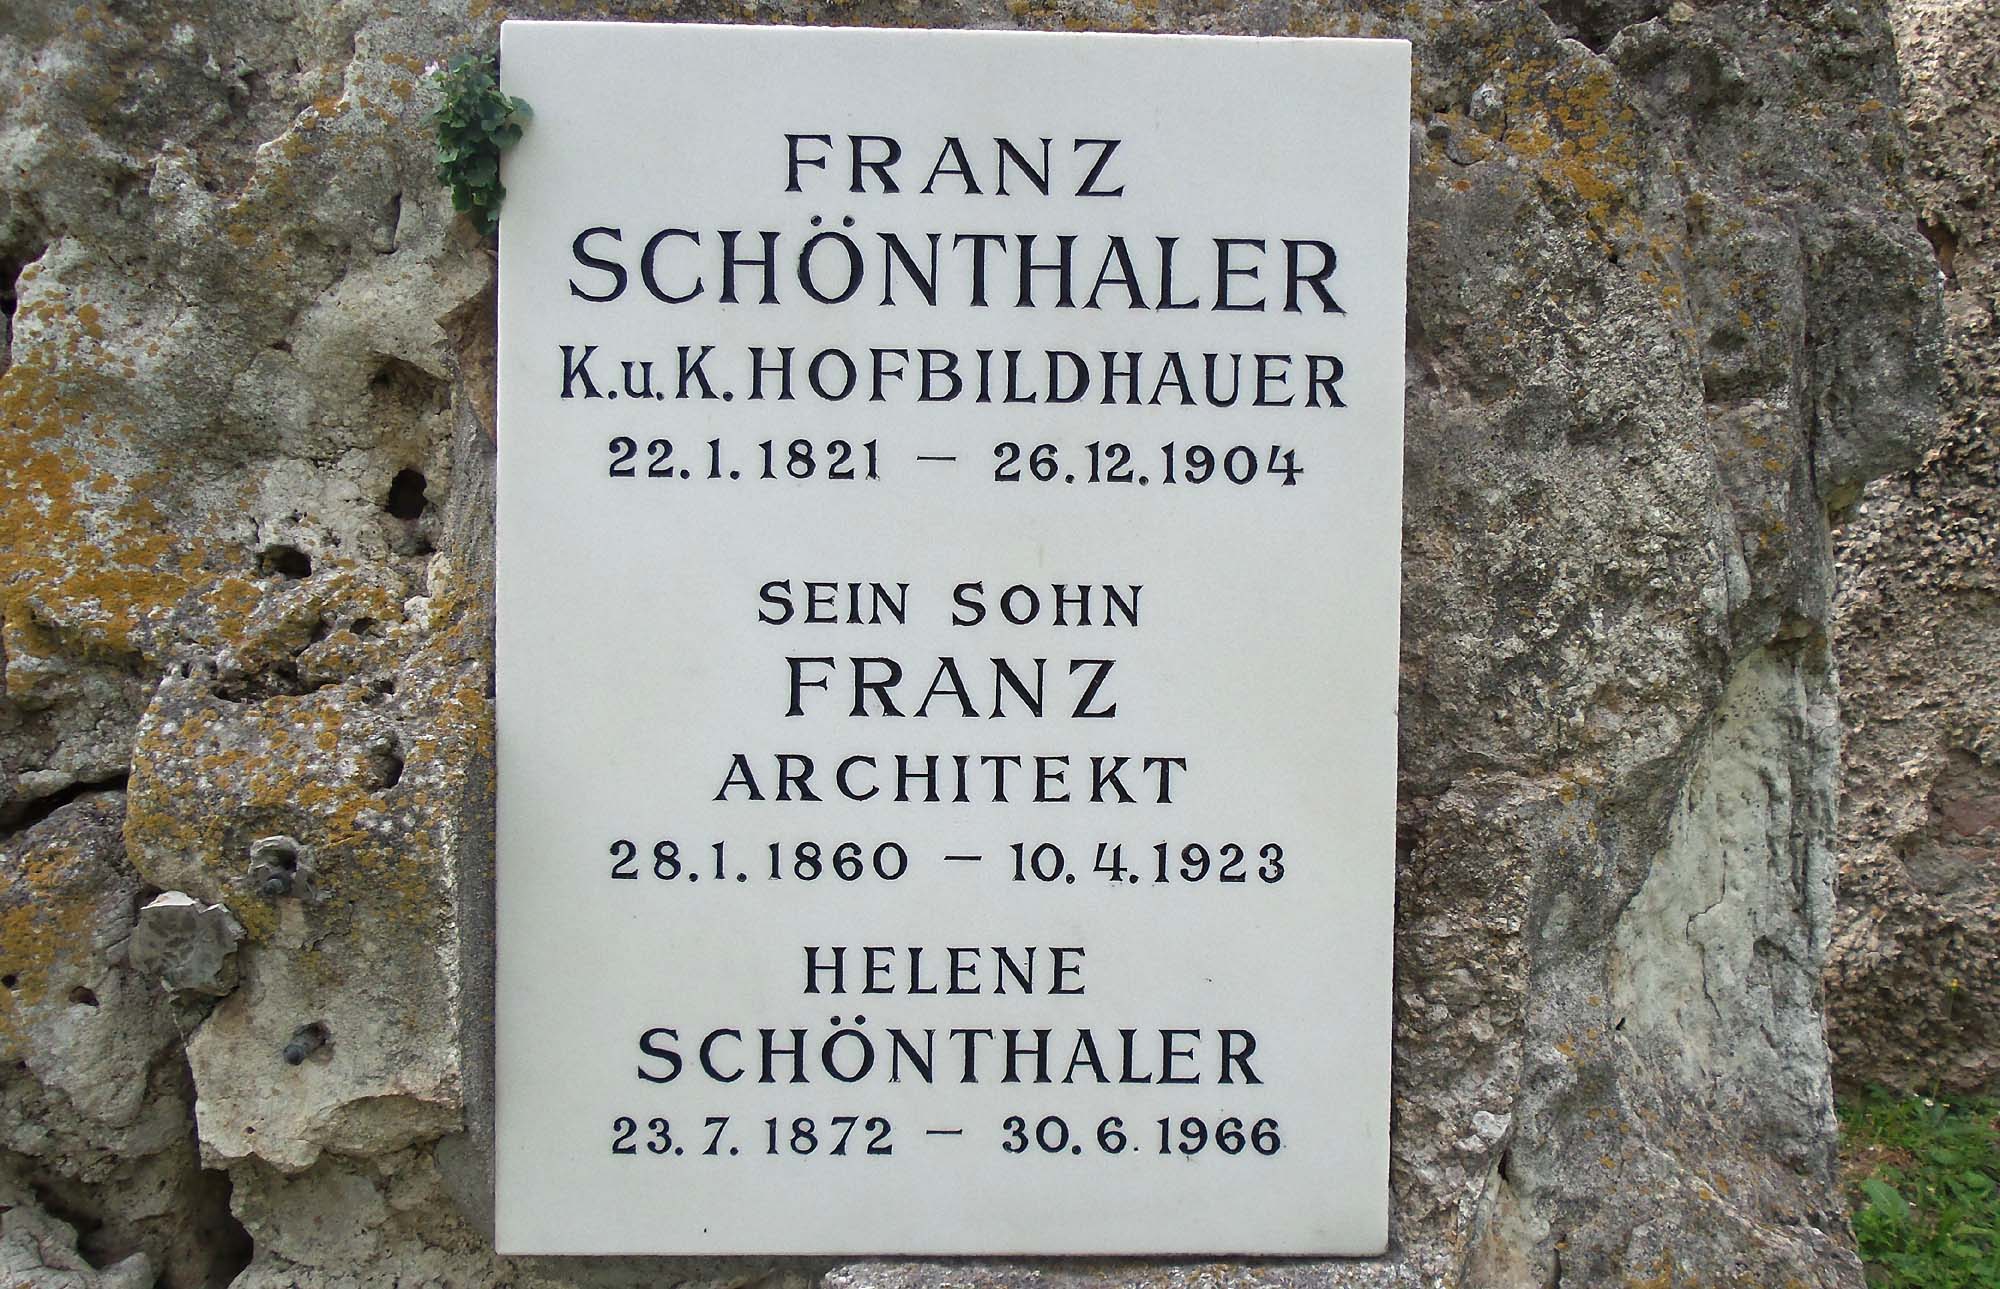 FRANZ
SCHÖNTHALER
K.u.K. HOFBILDHAUER
22.1.1821 – 26.12.1904
SEIN SOHN
FRANZ
ARCHITEKT
28.1.1860 – 10.4.1923
HELENE
SCHÖNTHALER
23.7.1872 – 30.6.1966